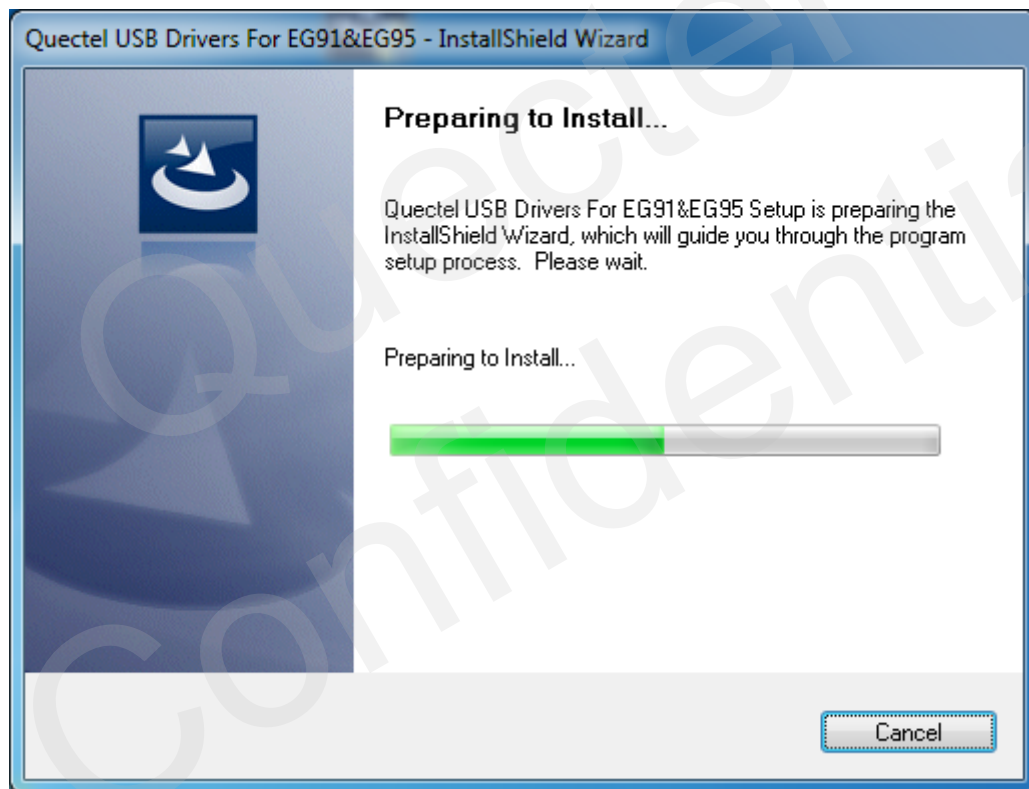 Quectel USB Drivers For EG91&EG95 - InstallShield Wizard
Preparing to Install...
Quectel USB Drivers For EG91&EG95 Setup is preparing the
InstallShield Wizard, which will guide you through the program
setup process.  Please wait.
Preparing to Install...
Cancel
Quectel
Confidenti